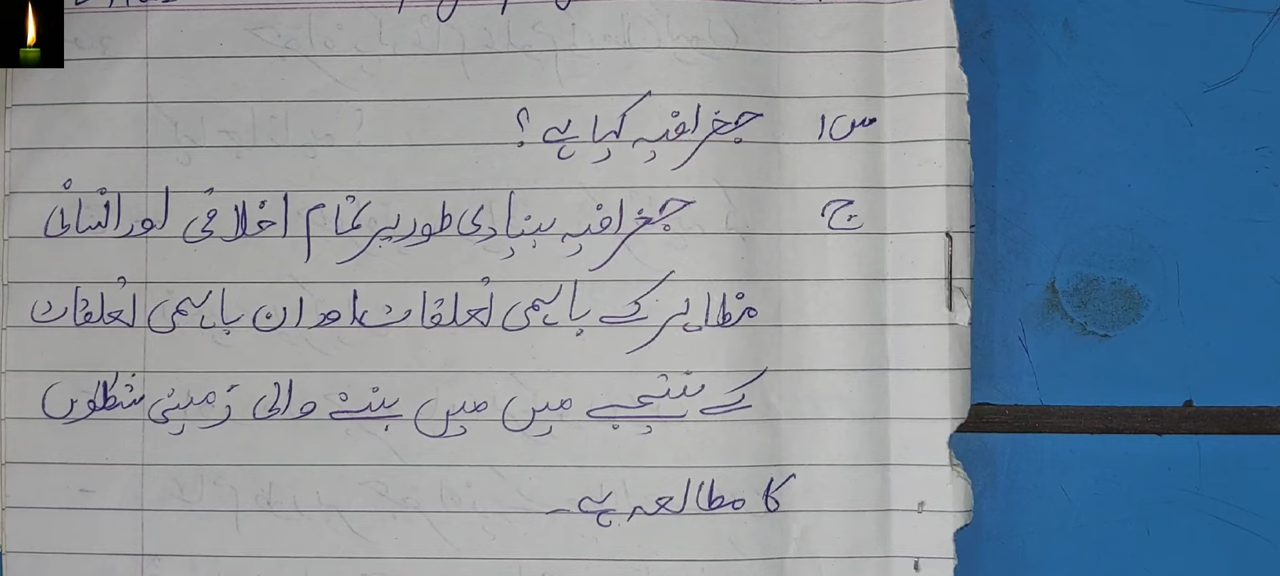 س۱ جغرافیہ کیا ہے؟
ج جغرافیہ بنیادی طور پر تمام اخلاقی اور انسانی
مظاہر کے باہمی تعلقات اور ان باہمی تعلقات
کے نتیجے میں میں بننے والی زمینی شکلوں
کا مطالعہ ہے۔